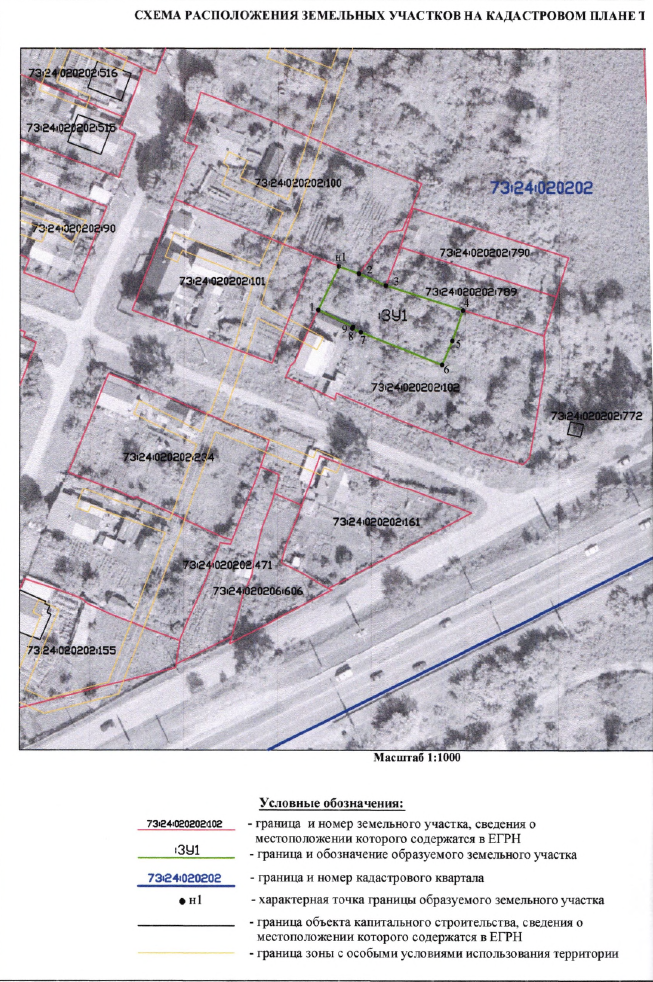 СХЕМА РАСПОЛОЖЕНИЯ ЗЕМЕЛЬНЫХ УЧАСТКОВ НА КАДАСТРОВОМ ПЛАНЕ Т
73:24:020202:516
73:24:020202:515
73:24:020202:100
73:24:020202
73:24:020202:90
73:24:020202:790
н1
2
3
73:24:020202:101
73:24:020202:789
1
:ЗУ1
4
9
8
7
5
6
73:24:020202:102
73:24:020202:772
73:24:020202:234
73:24:020202:161
73:24:020202:471
73:24:020206:606
73:24:020202:155
Масштаб 1:1000
Условные обозначения:
73:24:020202:102 - граница и номер земельного участка, сведения о
местоположении которого содержатся в ЕГРН
:ЗУ1 - граница и обозначение образуемого земельного участка
73:24:020202 - граница и номер кадастрового квартала
н1 - характерная точка границы образуемого земельного участка
- граница объекта капитального строительства, сведения о
местоположении которого содержатся в ЕГРН
- граница зоны с особыми условиями использования территории